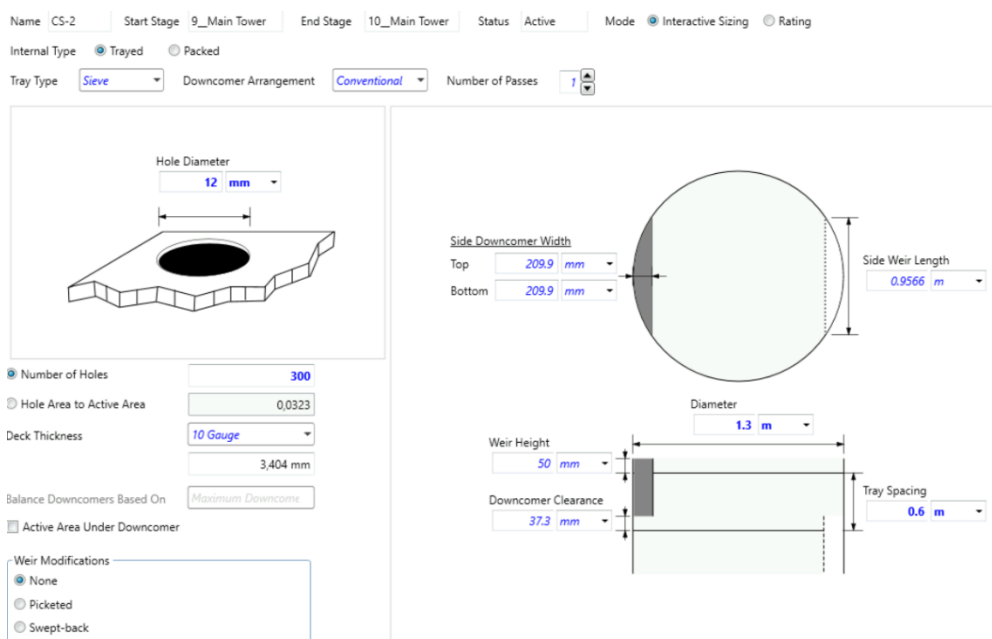 Name CS-2 Start Stage 9__Main Tower End Stage 10__Main Tower Status Active Mode Interactive Sizing Rating
Internal Type Trayed Packed
Tray Type Sieve Downcomer Arrangement Conventional Number of Passes 1
Hole Diameter
12 mm
Number of Holes 300
Hole Area to Active Area 0,0323
Deck Thickness 10 Gauge
3,404 mm
Balance Downcomers Based On Maximum Downcome
Active Area Under Downcomer
Weir Modifications
None
Picketed
Swept-back
Side Downcomer Width
Top 209.9 mm
Bottom 209.9 mm
Side Weir Length
0.9566 m
Diameter
1.3 m
Weir Height
50 mm
Downcomer Clearance
37.3 mm
Tray Spacing
0.6 m